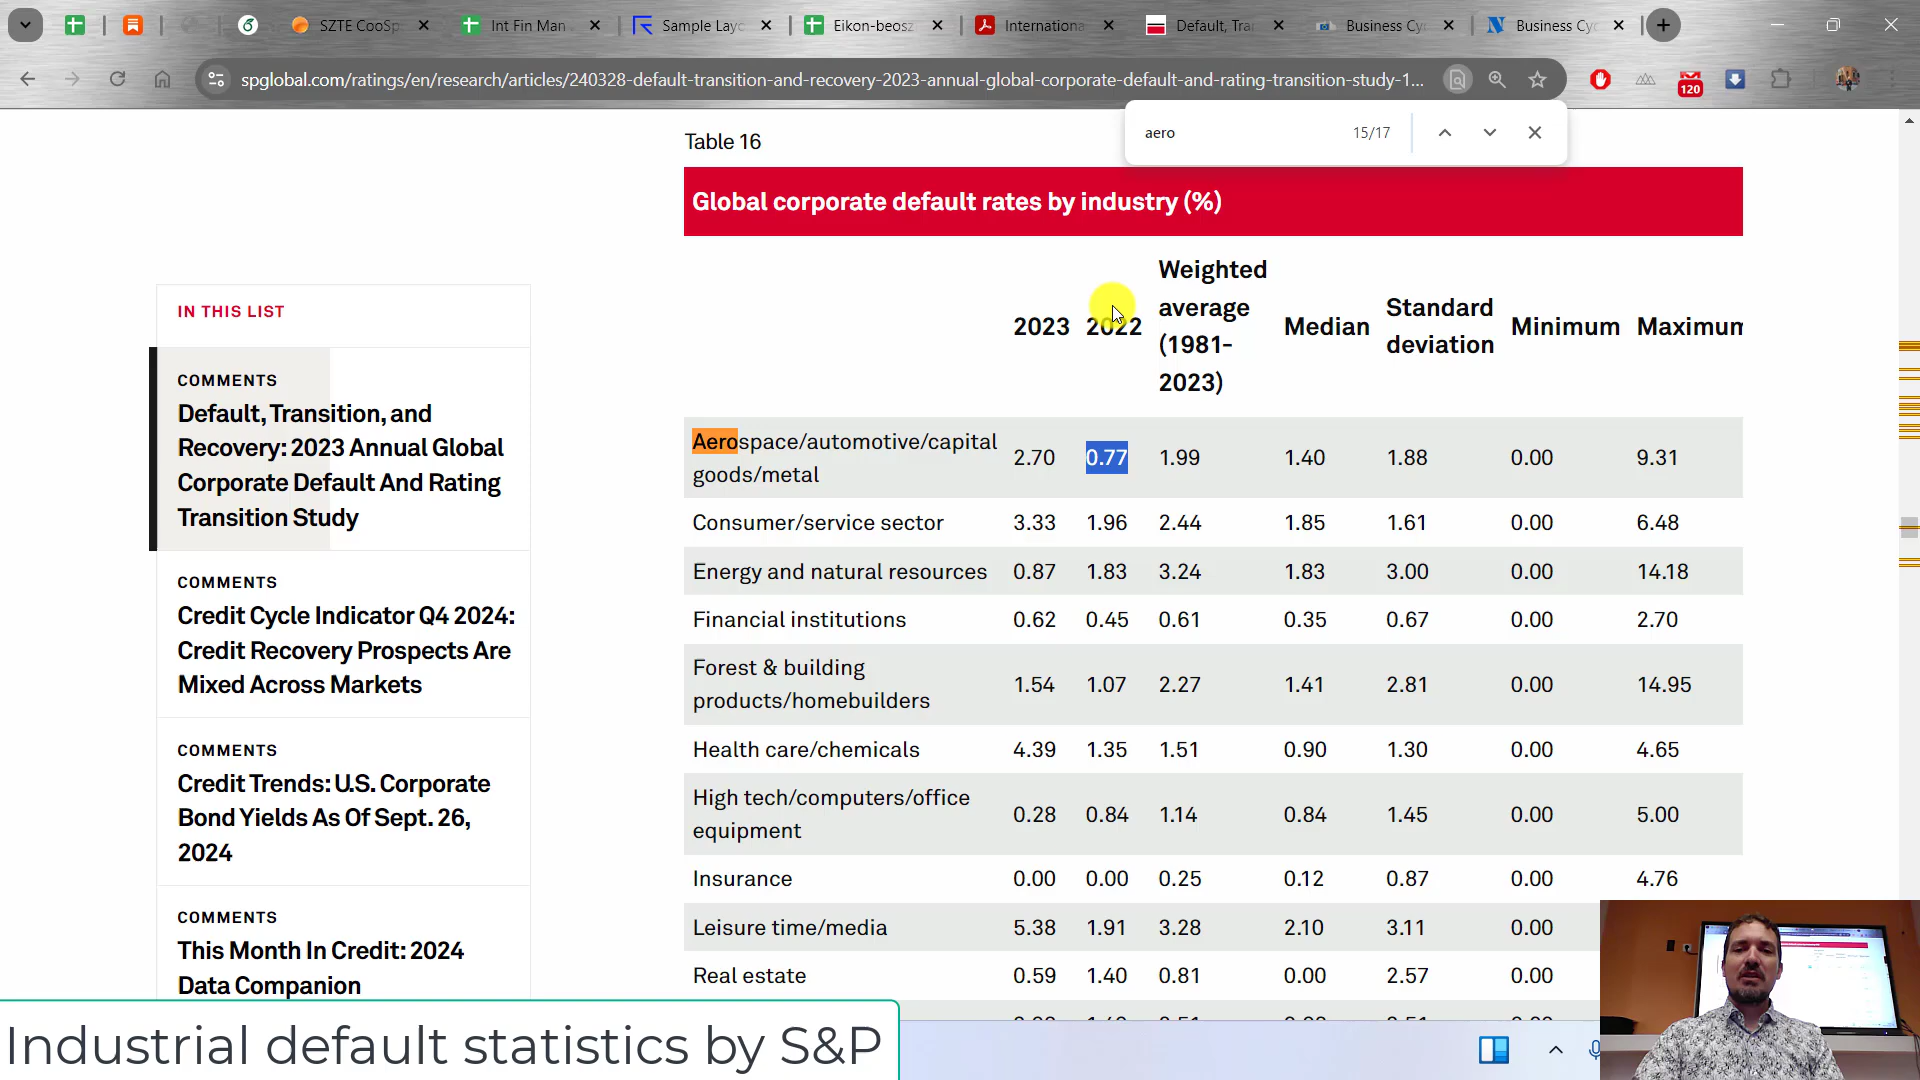 SZTE CooSp
Int Fin Man
Sample Layo
Eikon-beosz
Internationa
Default, Tra
Business Cy
Business Cyc
spglobal.com/ratings/en/research/articles/240328-default-transition-and-recovery-2023-annual-global-corporate-default-and-rating-transition-study-1...
120
aero 15/17
Table 16
Global corporate default rates by industry (%)
2023 2022 Weighted average (1981-2023) Median Standard deviation Minimum Maximum
Aerospace/automotive/capital goods/metal 2.70 0.77 1.99 1.40 1.88 0.00 9.31
Consumer/service sector 3.33 1.96 2.44 1.85 1.61 0.00 6.48
Energy and natural resources 0.87 1.83 3.24 1.83 3.00 0.00 14.18
Financial institutions 0.62 0.45 0.61 0.35 0.67 0.00 2.70
Forest & building products/homebuilders 1.54 1.07 2.27 1.41 2.81 0.00 14.95
Health care/chemicals 4.39 1.35 1.51 0.90 1.30 0.00 4.65
High tech/computers/office equipment 0.28 0.84 1.14 0.84 1.45 0.00 5.00
Insurance 0.00 0.00 0.25 0.12 0.87 0.00 4.76
Leisure time/media 5.38 1.91 3.28 2.10 3.11 0.00
Real estate 0.59 1.40 0.81 0.00 2.57 0.00
IN THIS LIST
COMMENTS
Default, Transition, and
Recovery: 2023 Annual Global
Corporate Default And Rating
Transition Study
COMMENTS
Credit Cycle Indicator Q4 2024:
Credit Recovery Prospects Are
Mixed Across Markets
COMMENTS
Credit Trends: U.S. Corporate
Bond Yields As Of Sept. 26,
2024
COMMENTS
This Month In Credit: 2024
Data Companion
Industrial default statistics by S&P